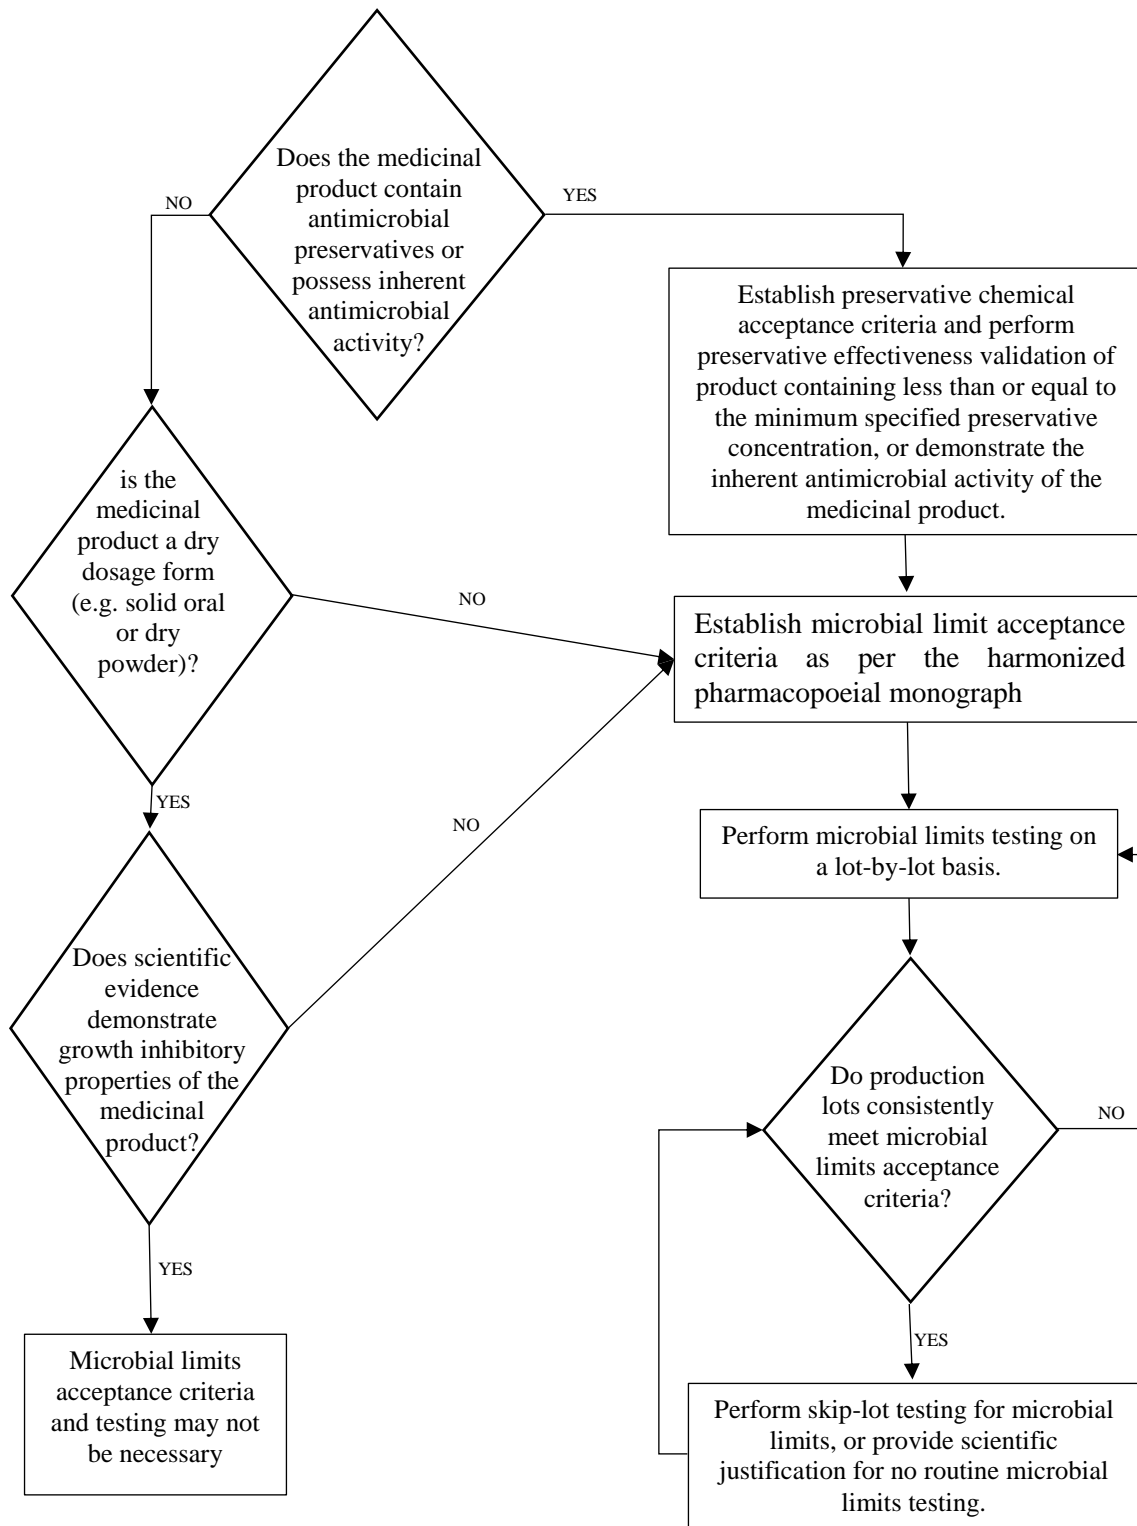 Does the medicinal
product contain
antimicrobial
preservatives or
possess inherent
antimicrobial
activity?
NO
YES
Establish preservative chemical
acceptance criteria and perform
preservative effectiveness validation of
product containing less than or equal to
the minimum specified preservative
concentration, or demonstrate the
inherent antimicrobial activity of the
medicinal product.
is the
medicinal
product a dry
dosage form
(e.g. solid oral
or dry
powder)?
NO
Establish microbial limit acceptance
criteria as per the harmonized
pharmacopoeial monograph
YES
NO
Perform microbial limits testing on
a lot-by-lot basis.
Does scientific
evidence
demonstrate
growth inhibitory
properties of the
medicinal
product?
Do production
lots consistently
meet microbial
limits acceptance
criteria?
NO
YES
YES
Microbial limits
acceptance criteria
and testing may not
be necessary
Perform skip-lot testing for microbial
limits, or provide scientific
justification for no routine microbial
limits testing.